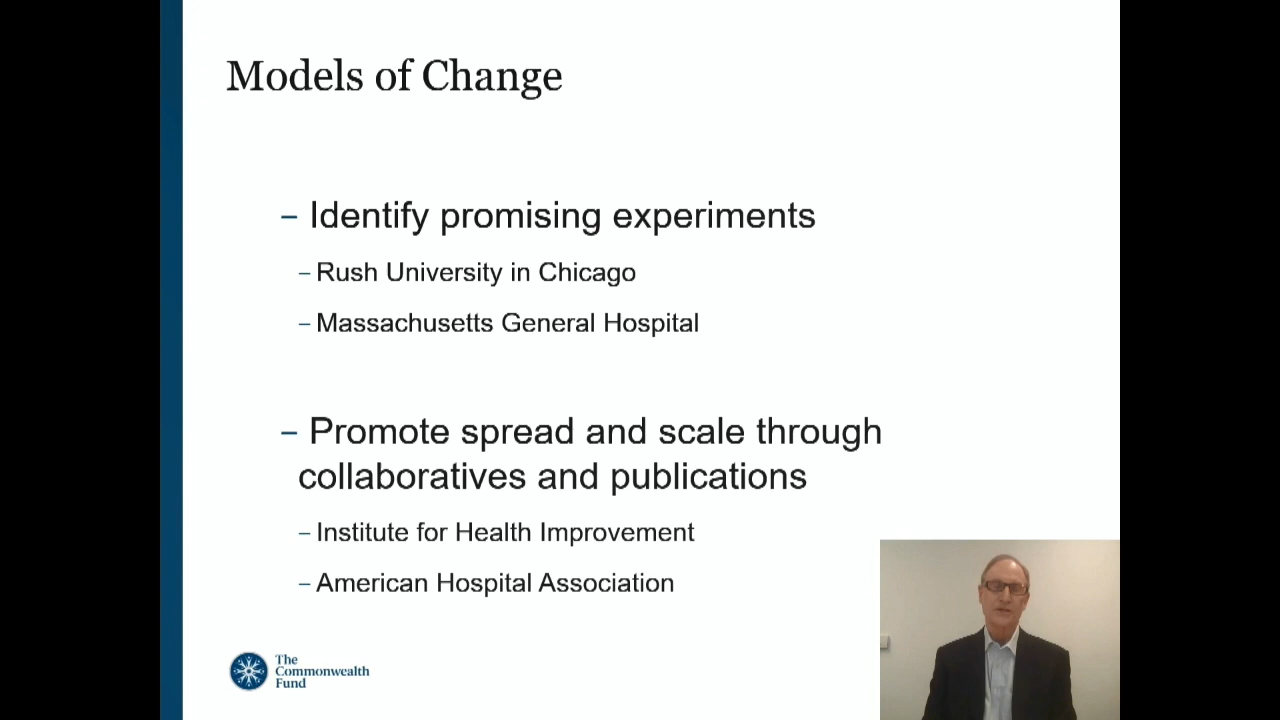 Models of Change
– Identify promising experiments
– Rush University in Chicago
– Massachusetts General Hospital
– Promote spread and scale through
collaboratives and publications
– Institute for Health Improvement
– American Hospital Association
The
Commonwealth
Fund